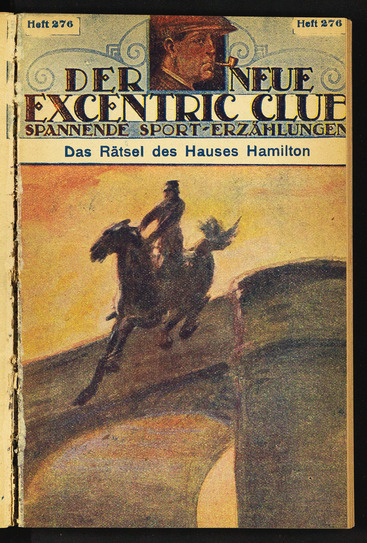 Heft 276 Heft 276
DER NEUE
EXCENTRIC CLUB
SPANNENDE SPORT-ERZÄHLUNGEN
Das Rätsel des Hauses Hamilton